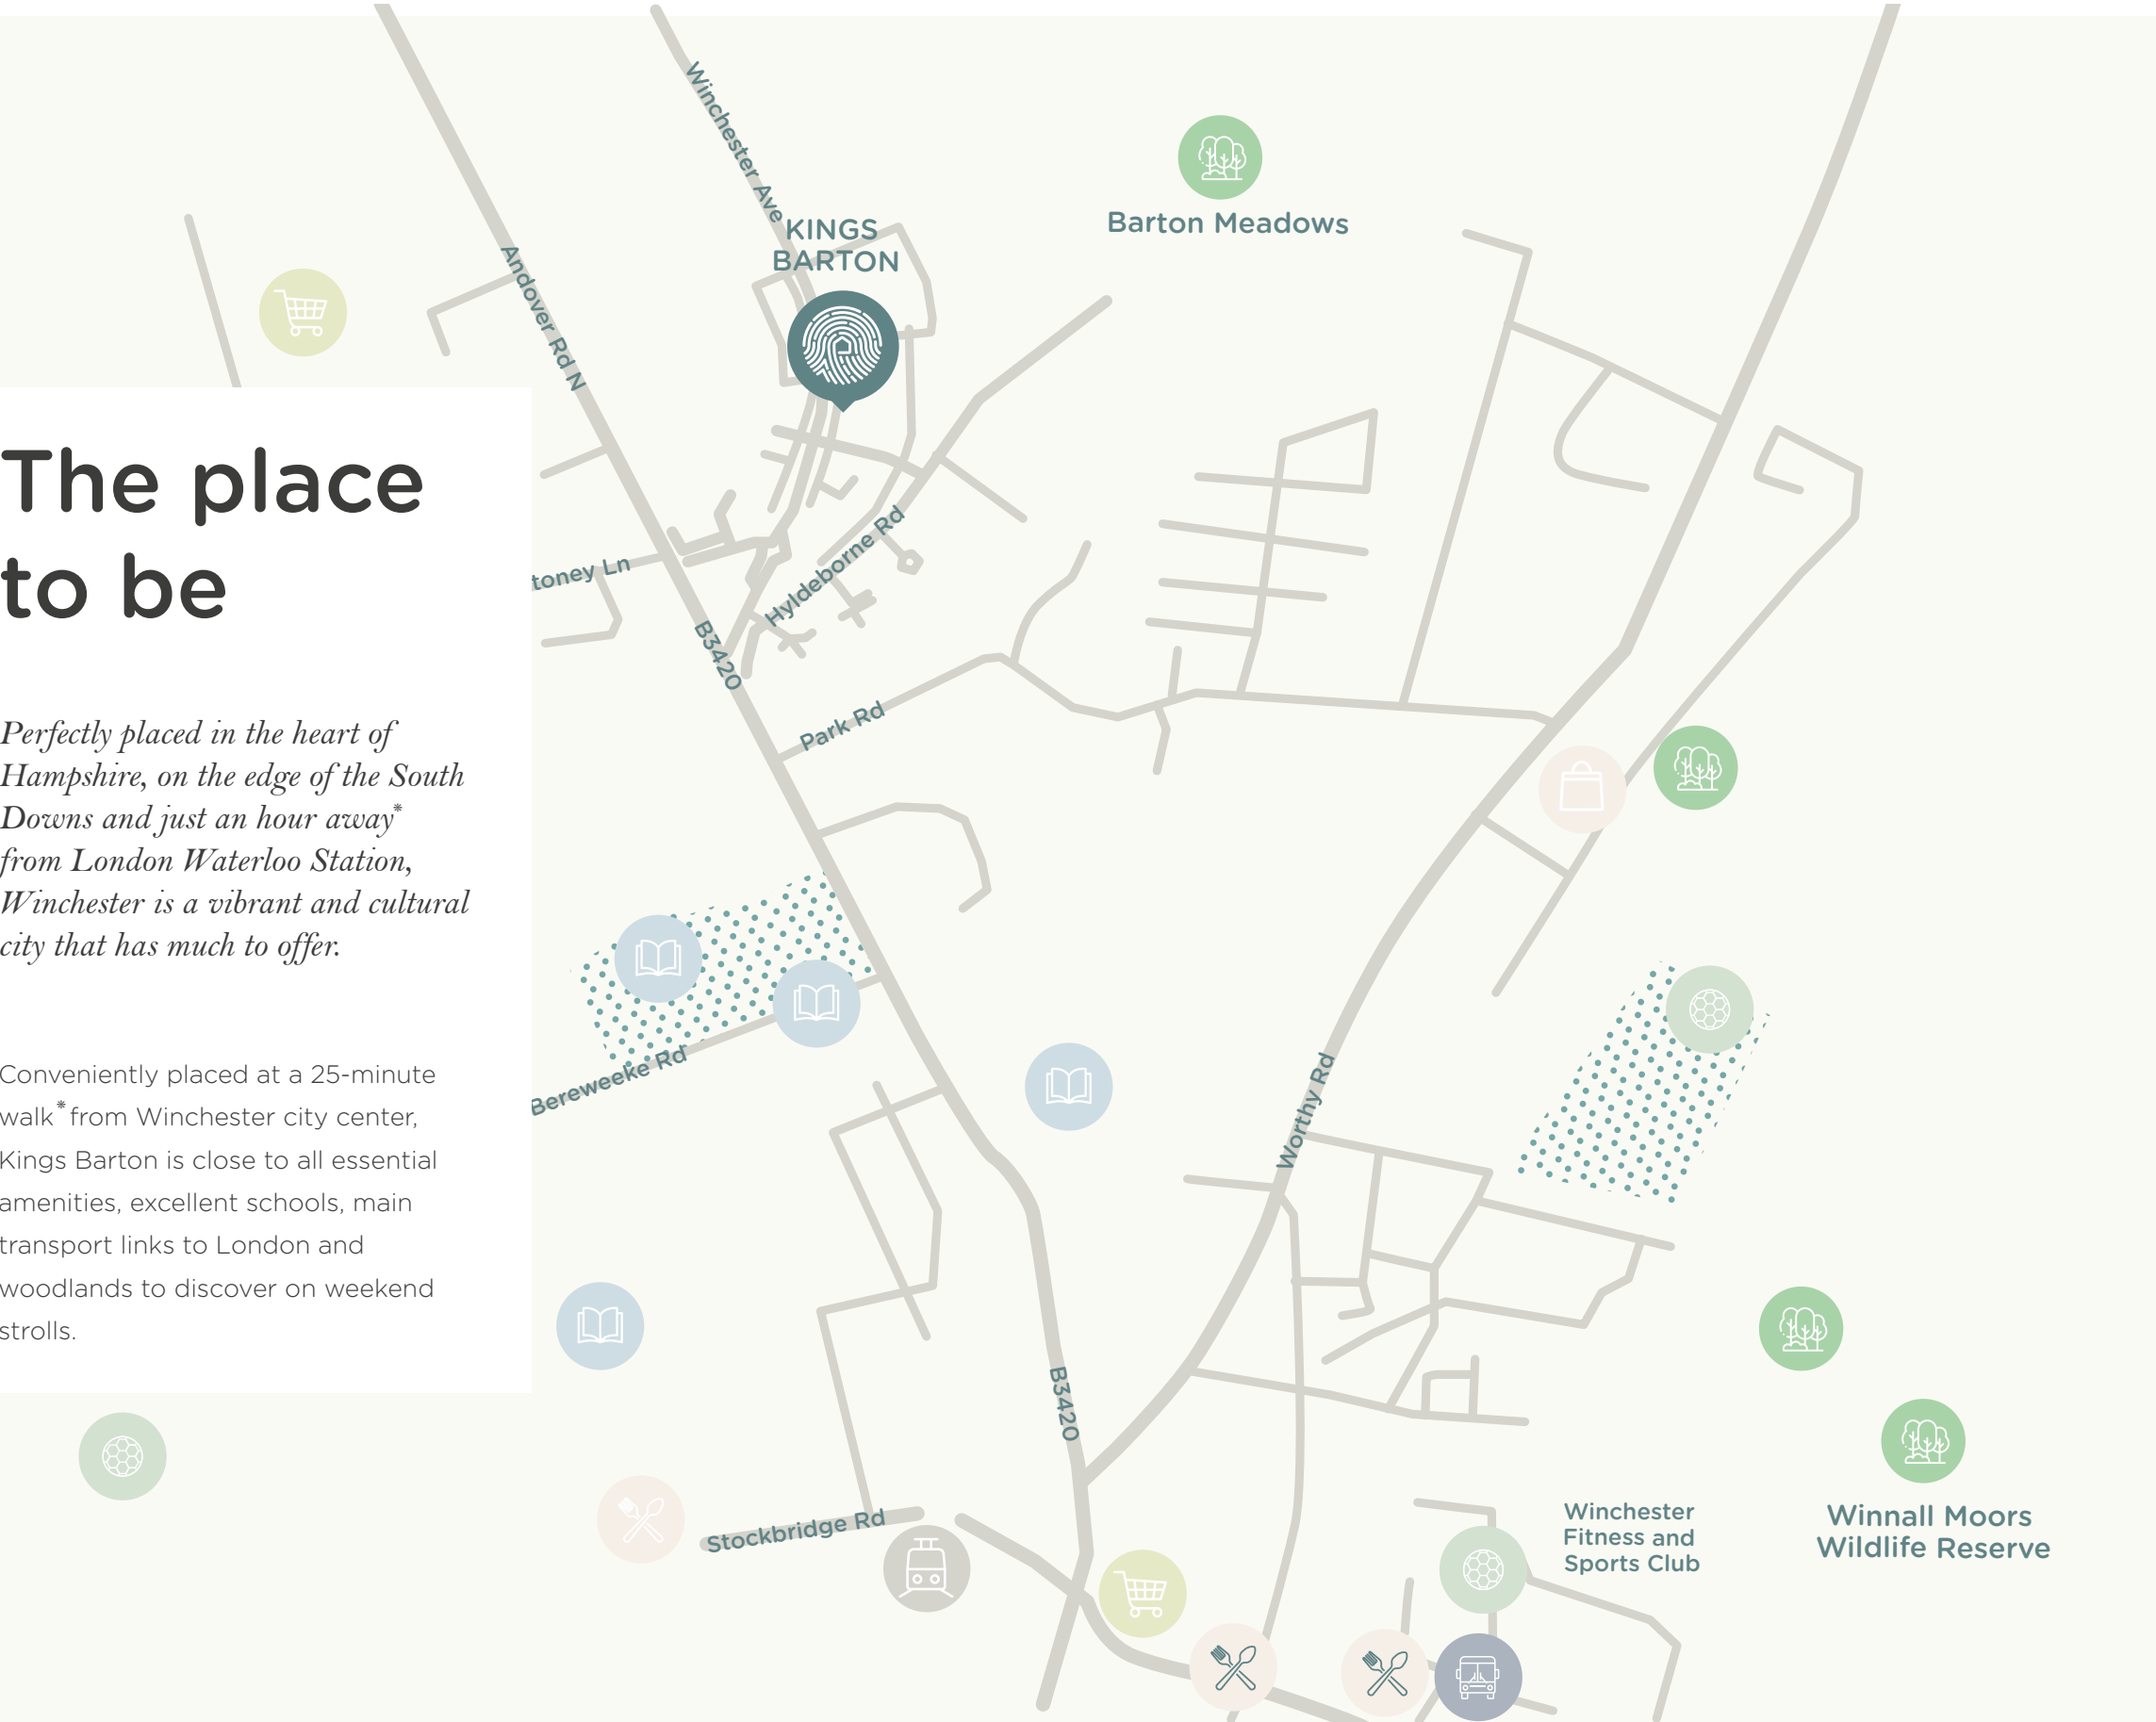 Winchester Ave
KINGS
BARTON
Barton Meadows
Andover Rd N
The place
to be
Perfectly placed in the heart of
Hampshire, on the edge of the South
Downs and just an hour away*
from London Waterloo Station,
Winchester is a vibrant and cultural
city that has much to offer.
Conveniently placed at a 25-minute
walk* from Winchester city center,
Kings Barton is close to all essential
amenities, excellent schools, main
transport links to London and
woodlands to discover on weekend
strolls.
toney Ln
Hyldeborne Rd
B3420
Park Rd
Bereweeke Rd
Worthy Rd
B3420
Stockbridge Rd
Winchester
Fitness and
Sports Club
Winnall Moors
Wildlife Reserve